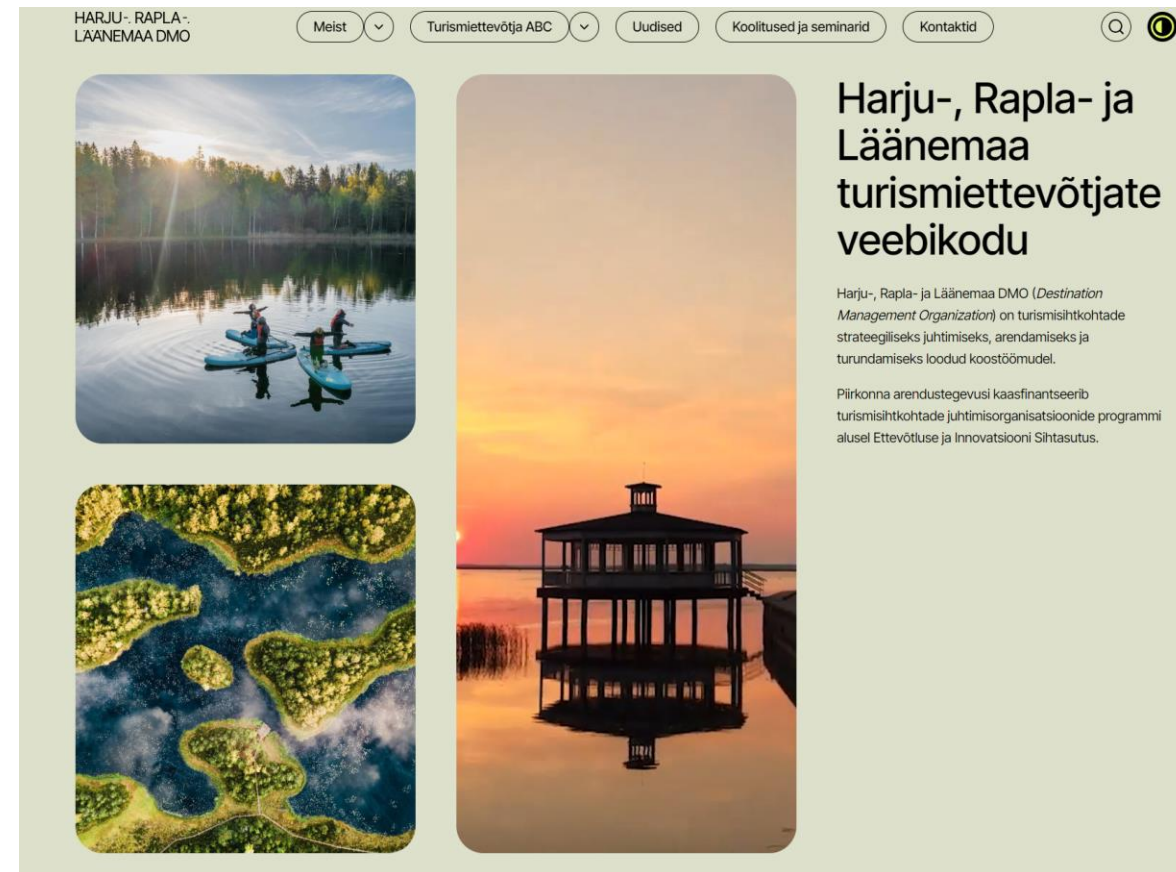 HARJU-, RAPLA-,
LÄÄNEMAA DMO
Meist
Turismiettevõtja ABC
Uudised
Koolitused ja seminarid
Kontaktid
Harju-, Rapla- ja
Läänemaa
turismiettevõtjate
veebikodu
Harju-, Rapla- ja Läänemaa DMO (Destination
Management Organization) on turismisihtkohtade
strateegiliseks juhtimiseks, arendamiseks ja
turundamiseks loodud koostöömudel.
Piirkonna arendustegevusi kaasfinantseerib
turismisihtkohtade juhtimisorganisatsioonide programmi
alusel Ettevõtluse ja Innovatsiooni Sihtasutus.